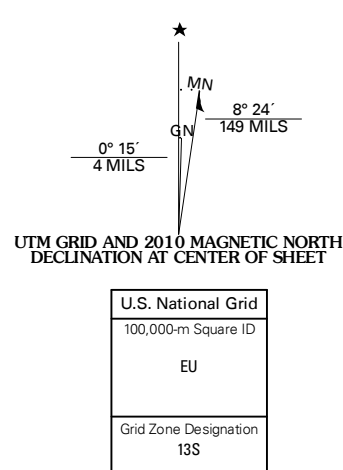 ★
MN
8° 24´
149 MILS
GN
0° 15´
4 MILS
UTM GRID AND 2010 MAGNETIC NORTH
DECLINATION AT CENTER OF SHEET
U.S. National Grid
100,000-m Square ID
EU
Grid Zone Designation
13S